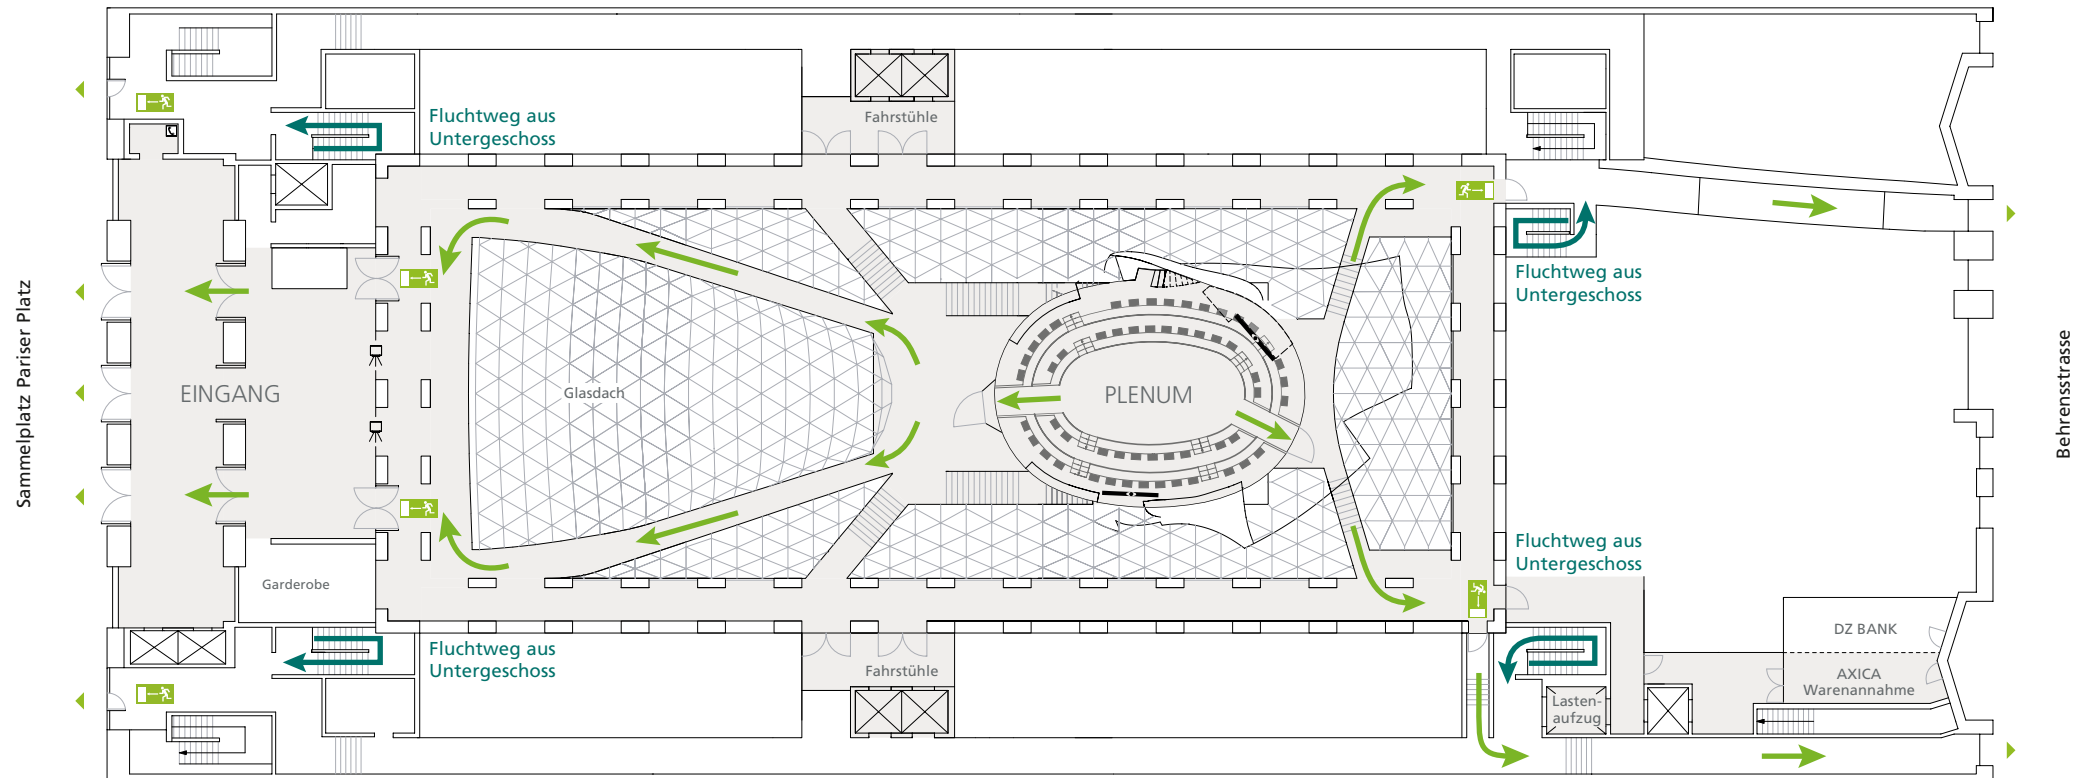 Fluchtweg aus
Untergeschoss
Fahrstühle
Fluchtweg aus
Untergeschoss
Sammelplatz Pariser Platz
EINGANG
Glasdach
PLENUM
Behrensstrasse
Fluchtweg aus
Untergeschoss
Garderobe
Fluchtweg aus
Untergeschoss
Fahrstühle
DZ BANK
AXICA
Warenannahme
Lasten-
aufzug